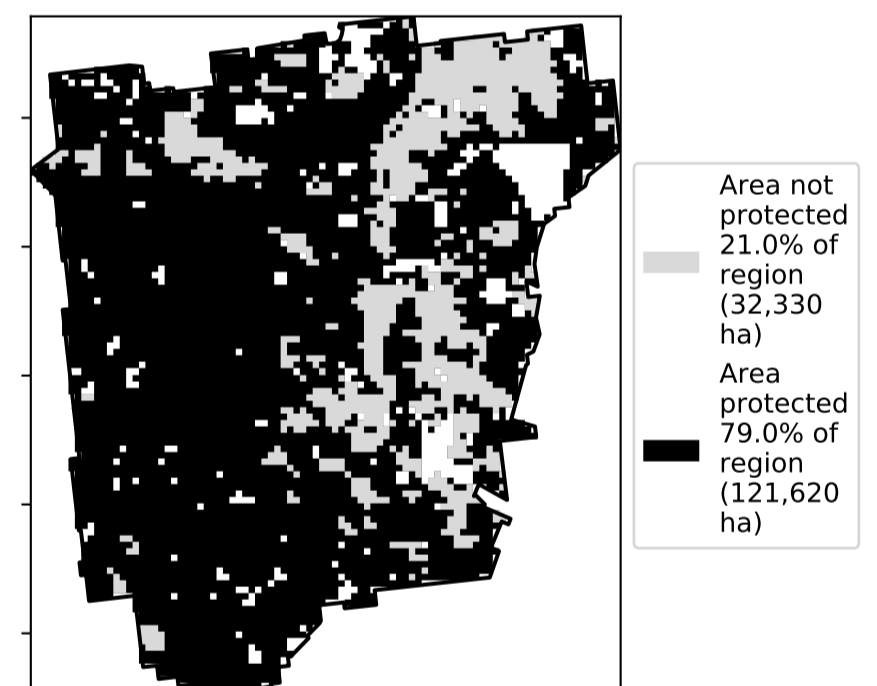 Area not
protected
21.0% of
region
(32,330
ha)
Area
protected
79.0% of
region
(121,620
ha)